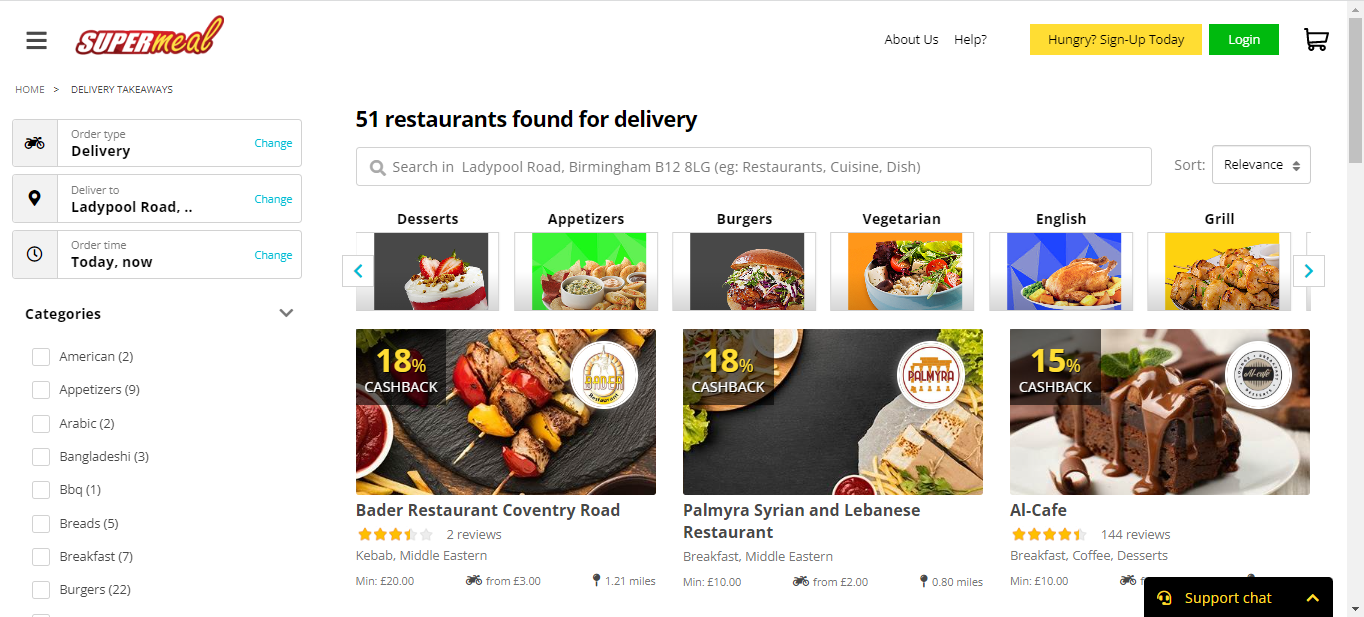 SUPERmeal
About Us
Help?
Hungry? Sign-Up Today
Login
HOME > DELIVERY TAKEAWAYS
Order type
Delivery
Change
Deliver to
Ladypool Road, ..
Change
Order time
Today, now
Change
Categories
American (2)
Appetizers (9)
Arabic (2)
Bangladeshi (3)
Bbq (1)
Breads (5)
Breakfast (7)
Burgers (22)
51 restaurants found for delivery
Search in Ladypool Road, Birmingham B12 8LG (eg: Restaurants, Cuisine, Dish)
Sort:
Relevance
Desserts
Appetizers
Burgers
Vegetarian
English
Grill
18%
CASHBACK
BADER
Restaurant
Bader Restaurant Coventry Road
2 reviews
Kebab, Middle Eastern
Min: £20.00
from £3.00
1.21 miles
18%
CASHBACK
PALMYRA
Palmyra Syrian and Lebanese
Restaurant
Breakfast, Middle Eastern
Min: £10.00
from £2.00
0.80 miles
15%
CASHBACK
Al-café
Al-Cafe
144 reviews
Breakfast, Coffee, Desserts
Min: £10.00
Support chat